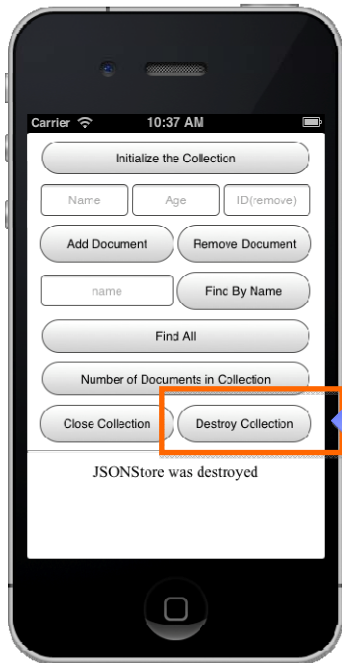 Carrier 10:37 AM
Initialize the Collection
Name Age ID(remove)
Add Document Remove Document
name Find By Name
Find All
Number of Documents in Collection
Close Collection Destroy Collection
JSONStore was destroyed